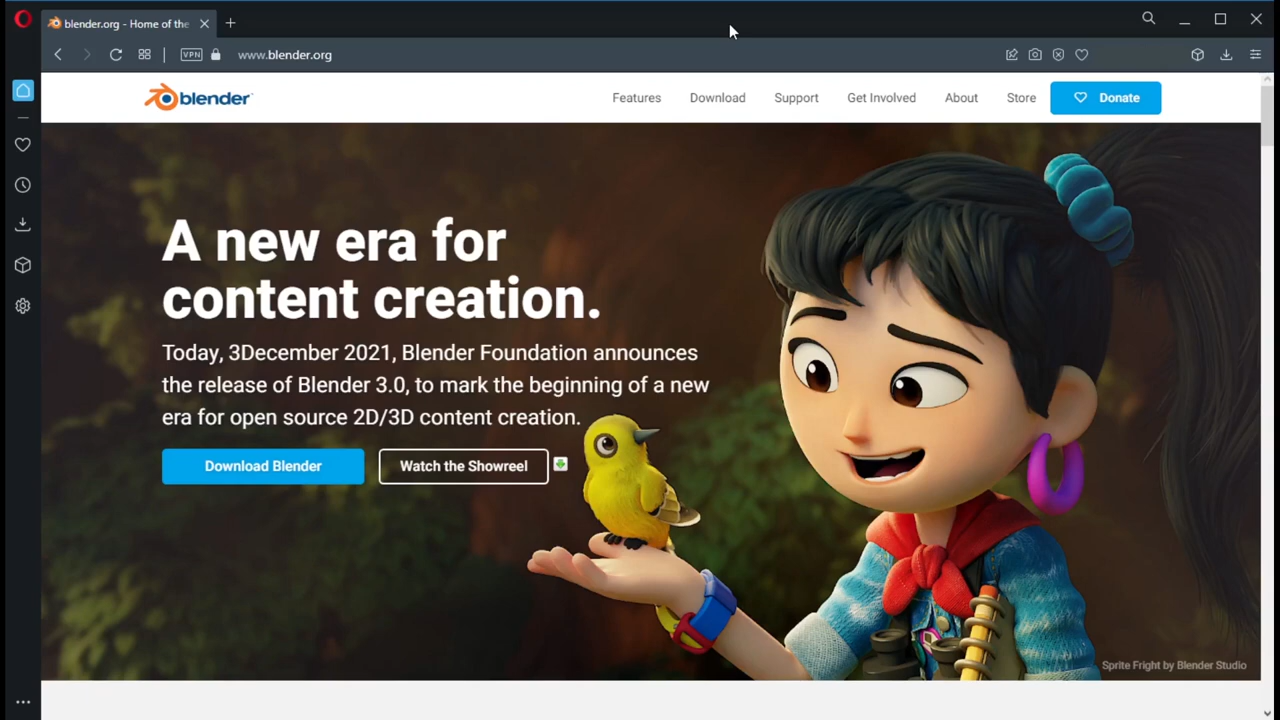 blender.org - Home of the
VPN
www.blender.org
blender
Features
Download
Support
Get Involved
About
Store
Donate
A new era for
content creation.
Today, 3December 2021, Blender Foundation announces
the release of Blender 3.0, to mark the beginning of a new
era for open source 2D/3D content creation.
Download Blender
Watch the Showreel
Sprite Fright by Blender Studio